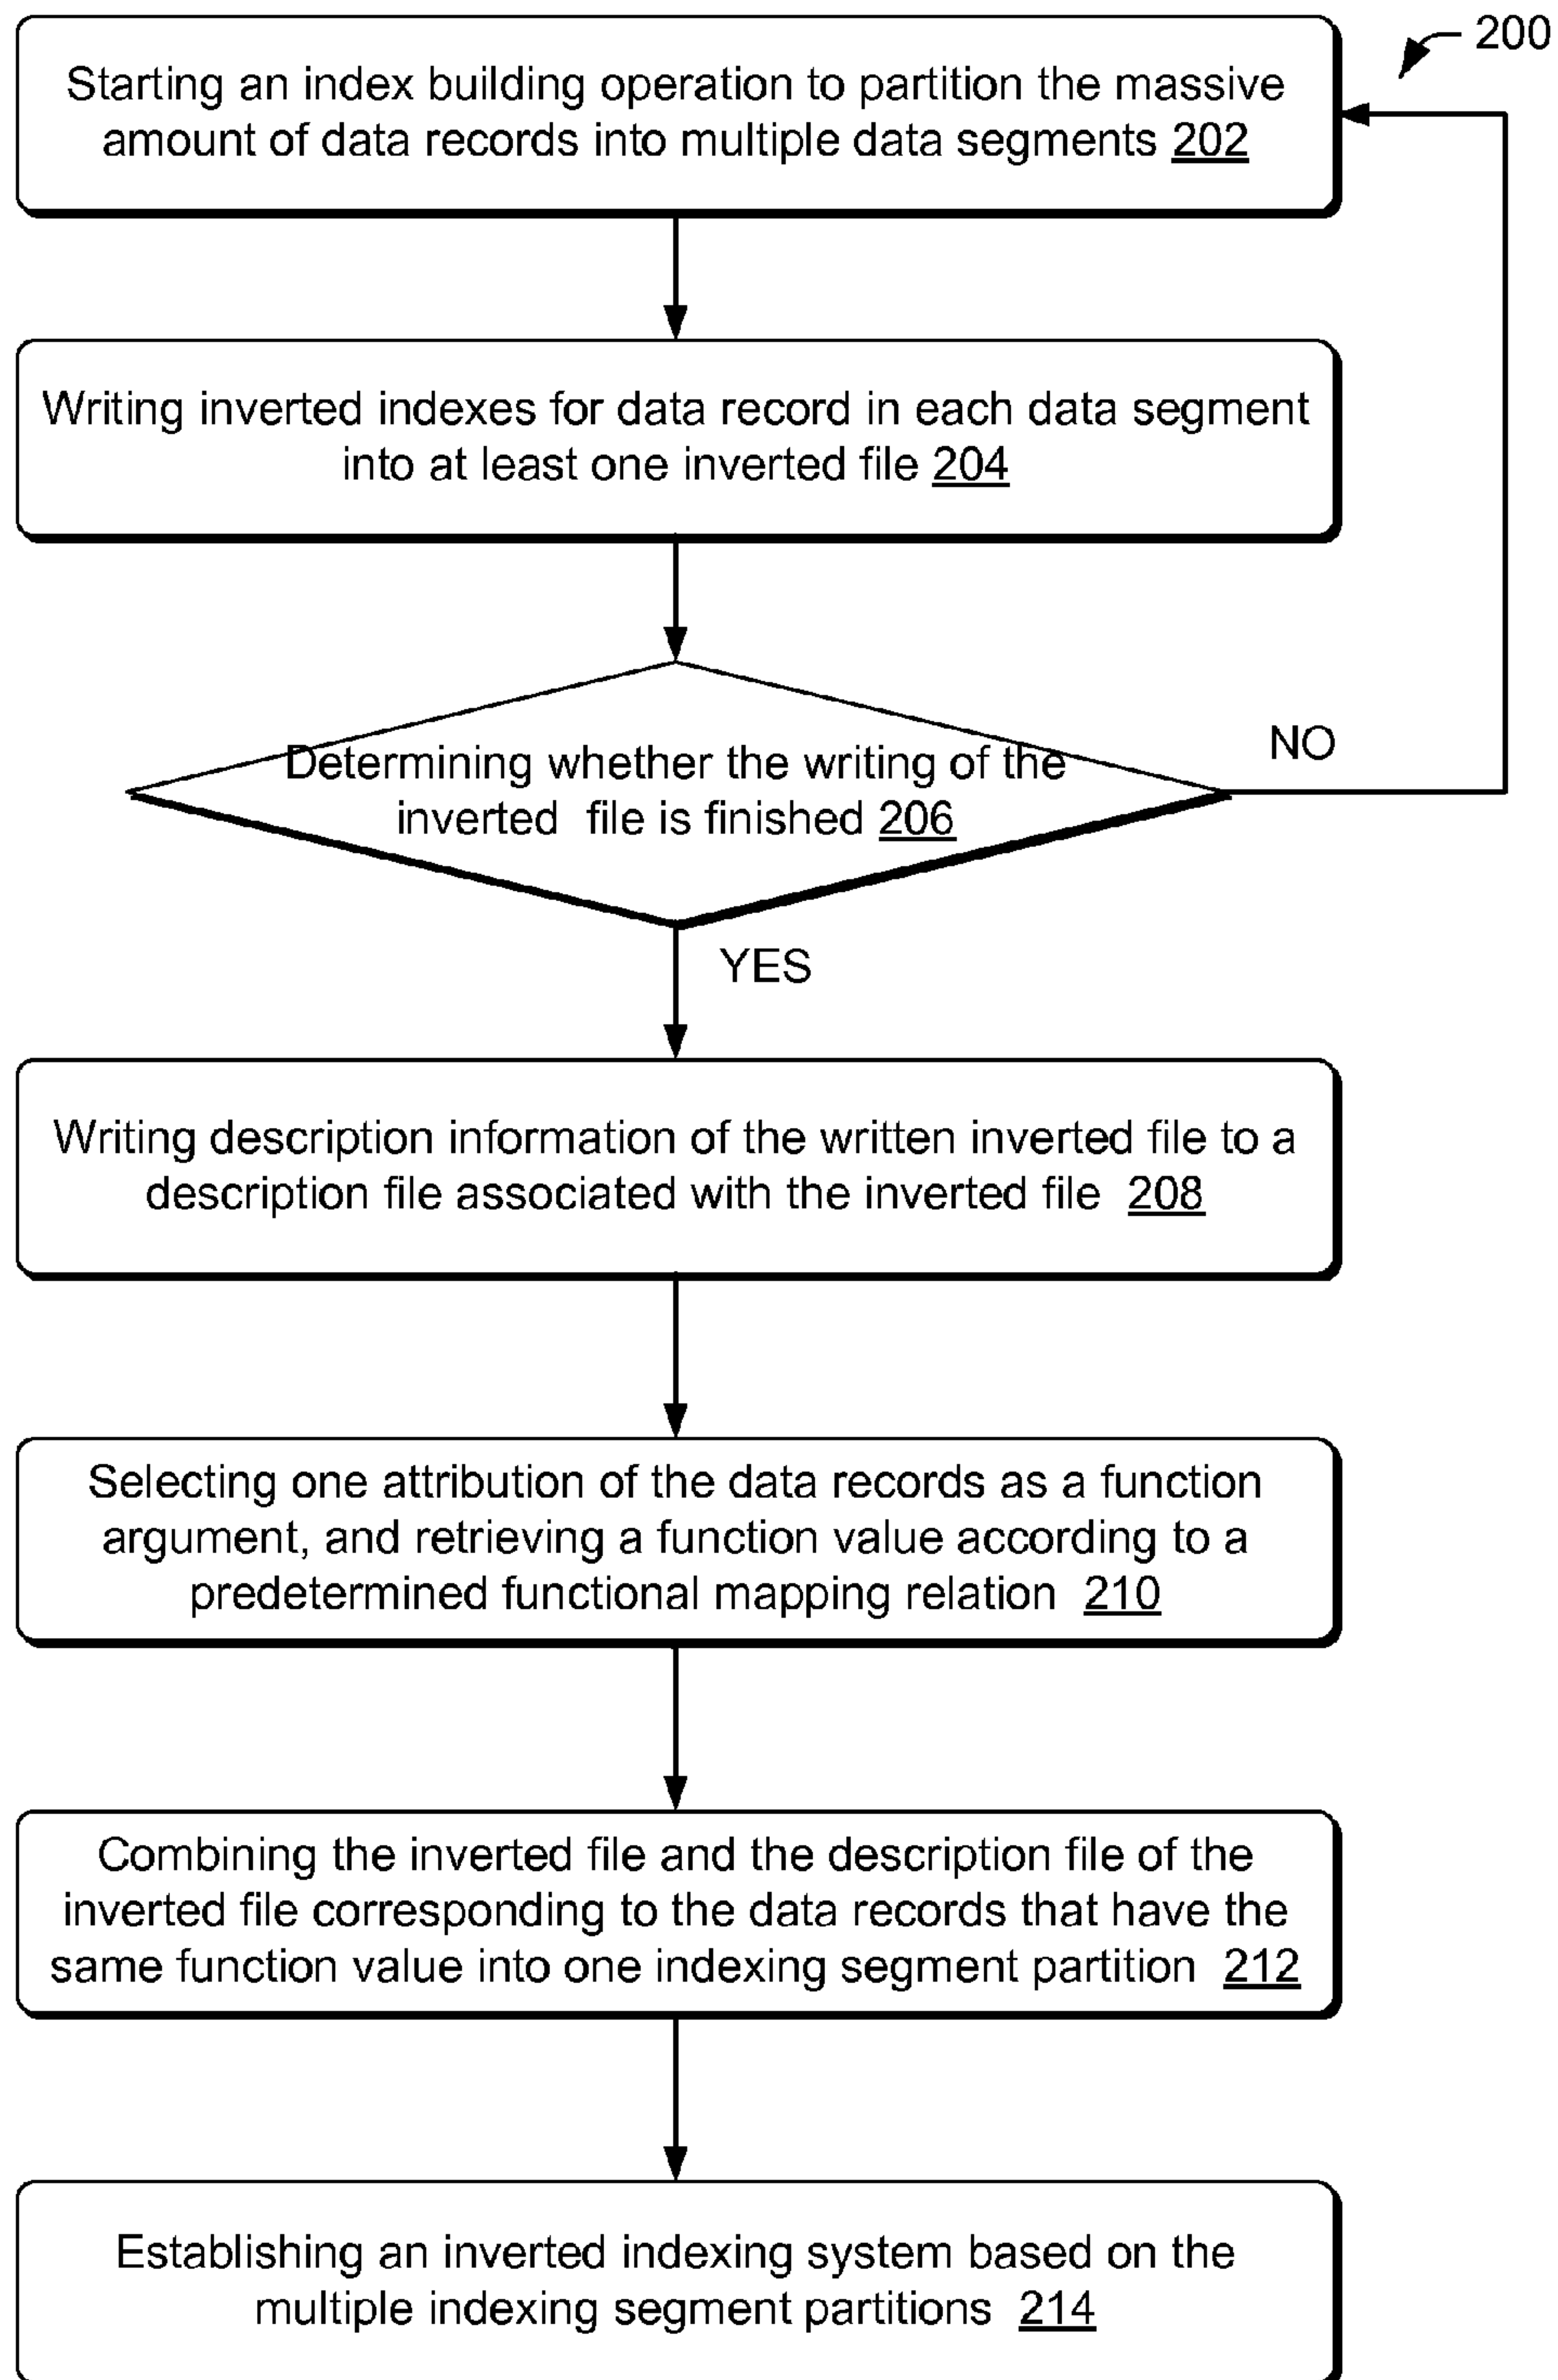 200
Starting an index building operation to partition the massive
amount of data records into multiple data segments 202
Writing inverted indexes for data record in each data segment
into at least one inverted file 204
Determining whether the writing of the
inverted file is finished 206
NO
YES
Writing description information of the written inverted file to a
description file associated with the inverted file 208
Selecting one attribution of the data records as a function
argument, and retrieving a function value according to a
predetermined functional mapping relation 210
Combining the inverted file and the description file of the
inverted file corresponding to the data records that have the
same function value into one indexing segment partition 212
Establishing an inverted indexing system based on the
multiple indexing segment partitions 214